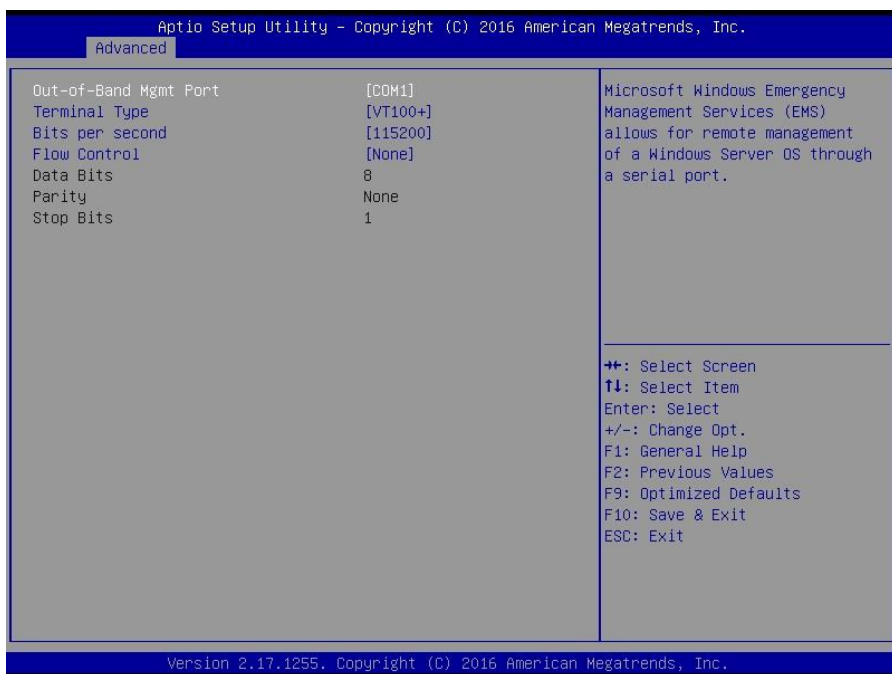 Aptio Setup Utility – Copyright (C) 2016 American Megatrends, Inc.
Advanced
Out-of-Band Mgmt Port [COM1]
Terminal Type [VT100+]
Bits per second [115200]
Flow Control [None]
Data Bits 8
Parity None
Stop Bits 1
Microsoft Windows Emergency
Management Services (EMS)
allows for remote management
of a Windows Server OS through
a serial port.
→←: Select Screen
↑↓: Select Item
Enter: Select
+/-: Change Opt.
F1: General Help
F2: Previous Values
F9: Optimized Defaults
F10: Save & Exit
ESC: Exit
Version 2.17.1255. Copyright (C) 2016 American Megatrends, Inc.